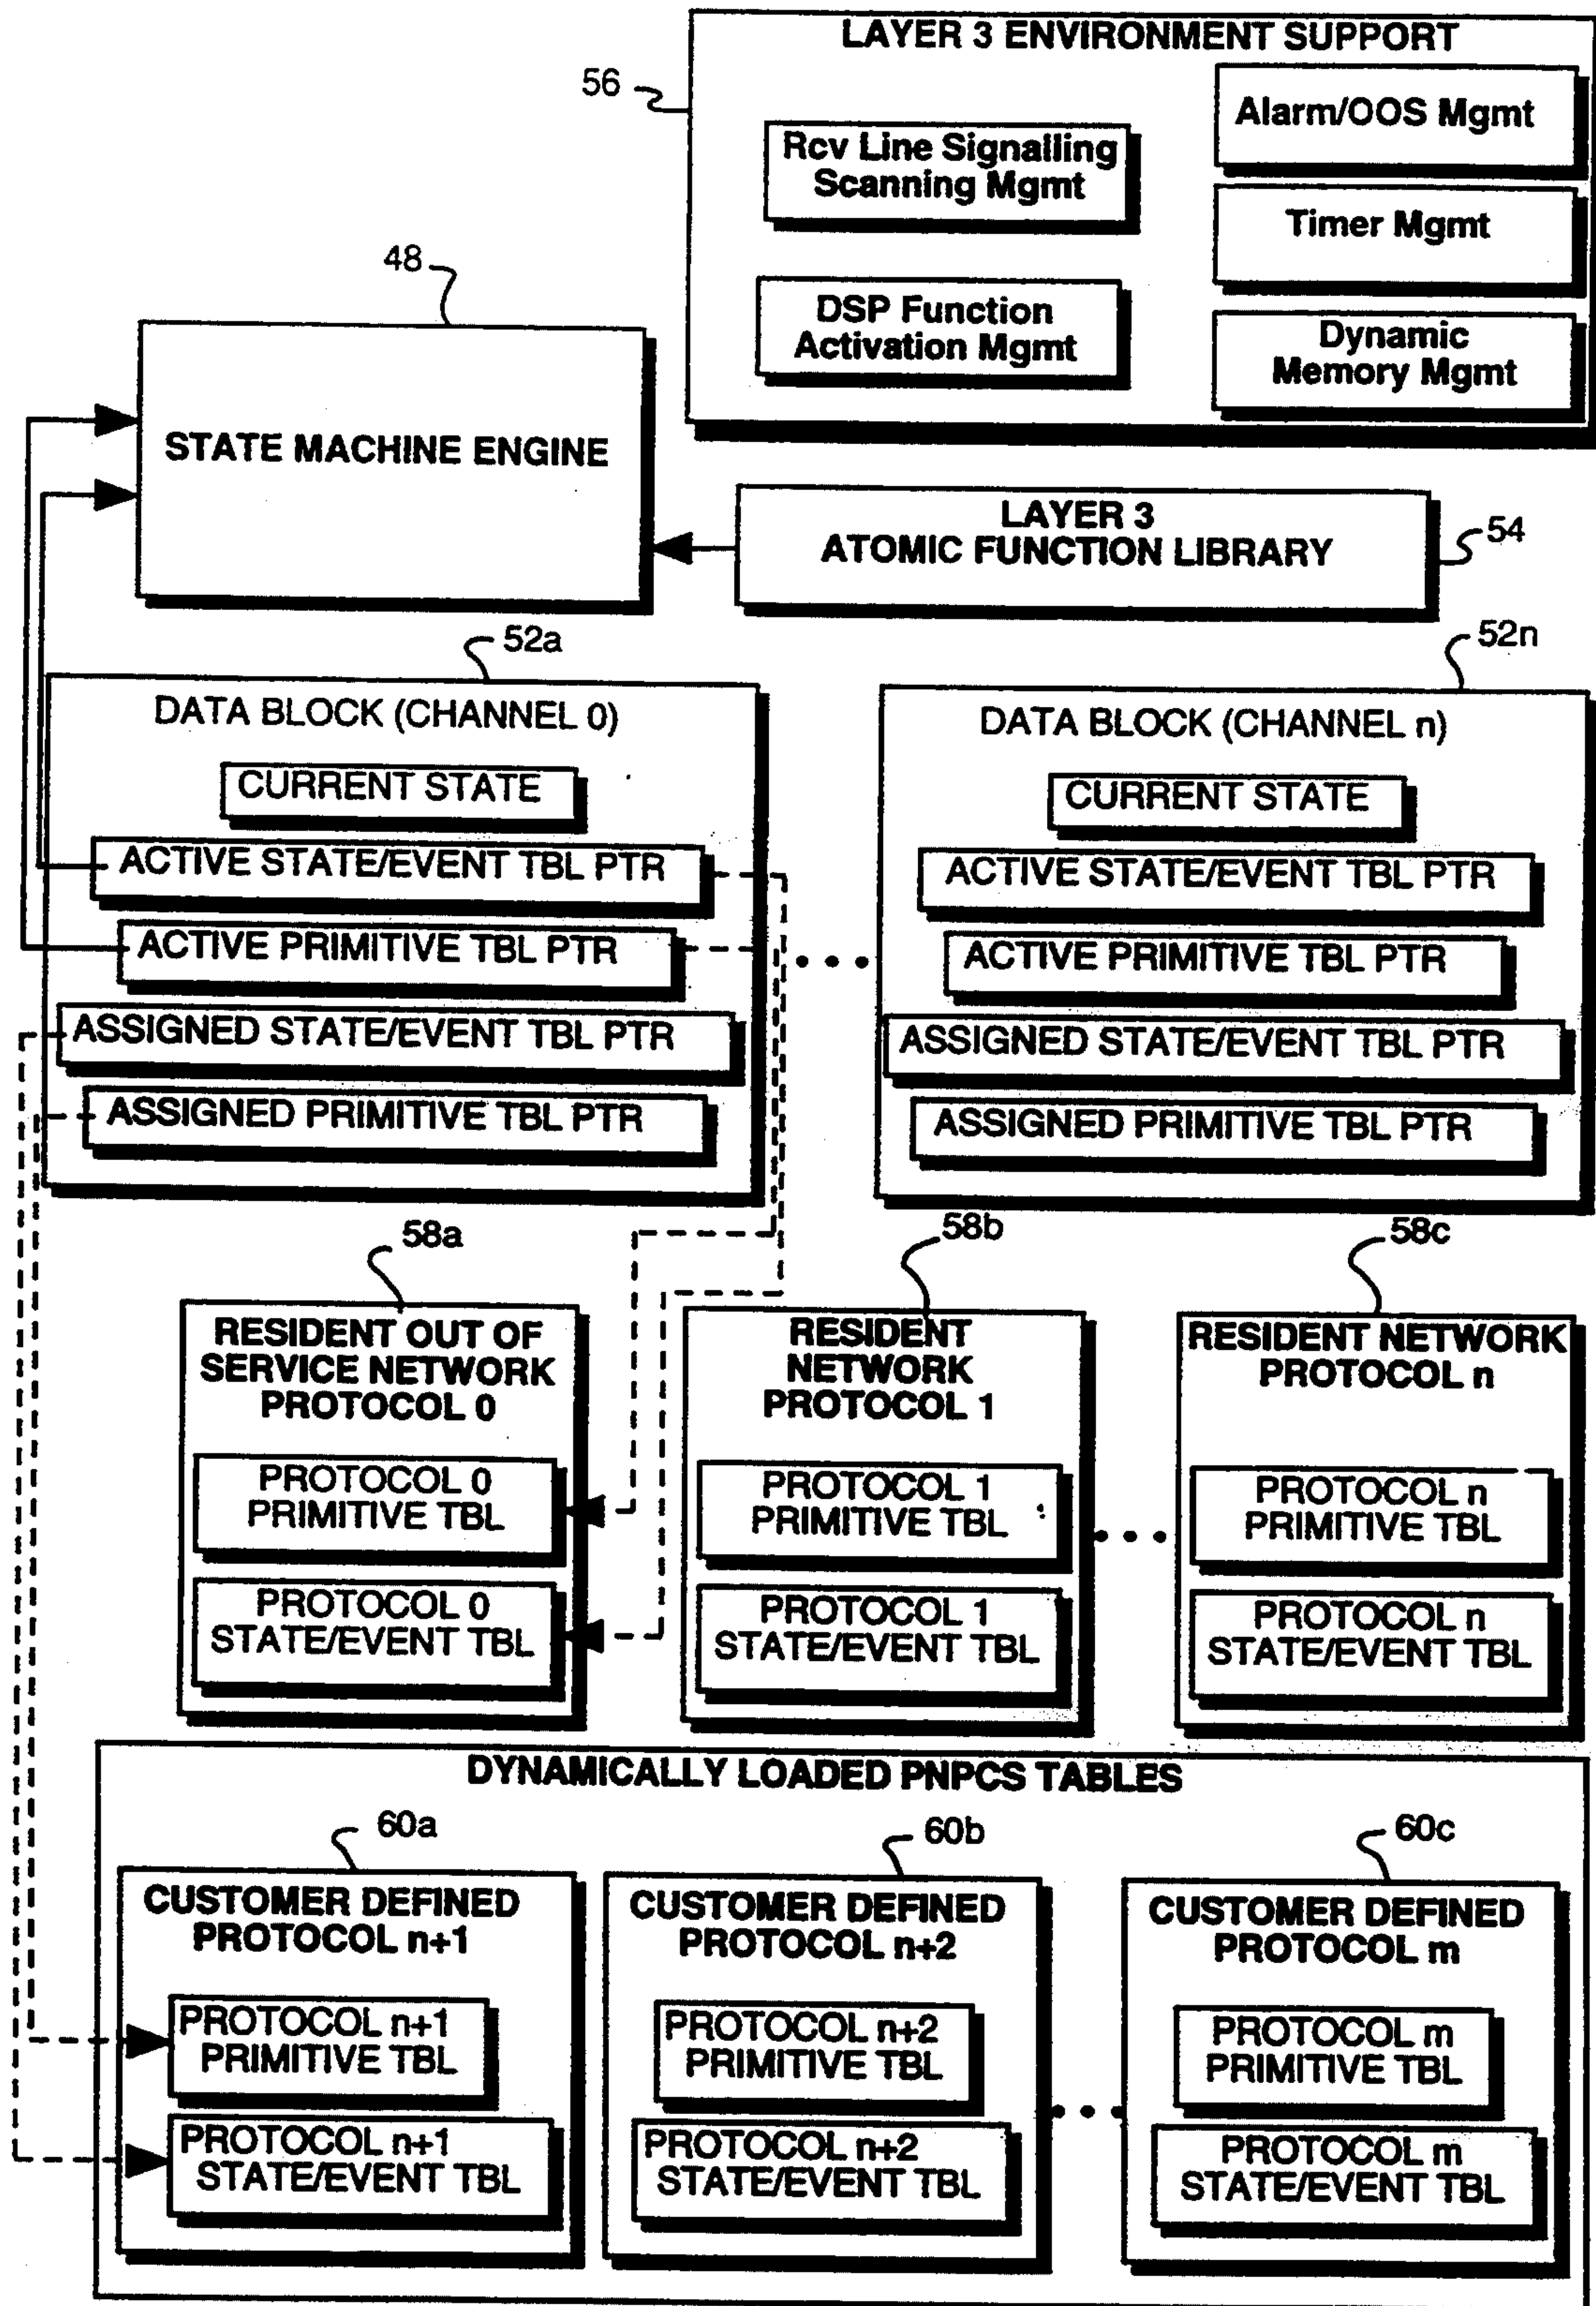 LAYER 3 ENVIRONMENT SUPPORT
56
Rcv Line Signalling
Scanning Mgmt
Alarm/OOS Mgmt
Timer Mgmt
DSP Function
Activation Mgmt
Dynamic
Memory Mgmt
48
STATE MACHINE ENGINE
LAYER 3
ATOMIC FUNCTION LIBRARY
54
52a
DATA BLOCK (CHANNEL 0)
CURRENT STATE
ACTIVE STATE/EVENT TBL PTR
ACTIVE PRIMITIVE TBL PTR
ASSIGNED STATE/EVENT TBL PTR
ASSIGNED PRIMITIVE TBL PTR
52n
DATA BLOCK (CHANNEL n)
CURRENT STATE
ACTIVE STATE/EVENT TBL PTR
ACTIVE PRIMITIVE TBL PTR
ASSIGNED STATE/EVENT TBL PTR
ASSIGNED PRIMITIVE TBL PTR
58a
RESIDENT OUT OF
SERVICE NETWORK
PROTOCOL 0
PROTOCOL 0
PRIMITIVE TBL
PROTOCOL 0
STATE/EVENT TBL
58b
RESIDENT
NETWORK
PROTOCOL 1
PROTOCOL 1
PRIMITIVE TBL
PROTOCOL 1
STATE/EVENT TBL
58c
RESIDENT NETWORK
PROTOCOL n
PROTOCOL n
PRIMITIVE TBL
PROTOCOL n
STATE/EVENT TBL
DYNAMICALLY LOADED PNPCS TABLES
60a
CUSTOMER DEFINED
PROTOCOL n+1
PROTOCOL n+1
PRIMITIVE TBL
PROTOCOL n+1
STATE/EVENT TBL
60b
CUSTOMER DEFINED
PROTOCOL n+2
PROTOCOL n+2
PRIMITIVE TBL
PROTOCOL n+2
STATE/EVENT TBL
60c
CUSTOMER DEFINED
PROTOCOL m
PROTOCOL m
PRIMITIVE TBL
PROTOCOL m
STATE/EVENT TBL